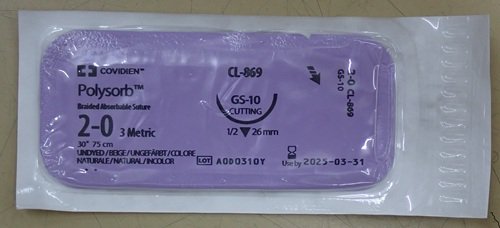 COVIDIEN™
Polysorb™
Braided Absorbable Suture
2-0 3 Metric
30" 75 cm
UNDYED/BEIGE/UNGEFÄRBT/COLORE
NATURALE/NATURAL/INCOLOR
CL-869
GS-10
CUTTING
1/2 ▼ 26 mm
LOT A0D0310Y
Use by 2025-03-31
2-0 CL-869
GS-10